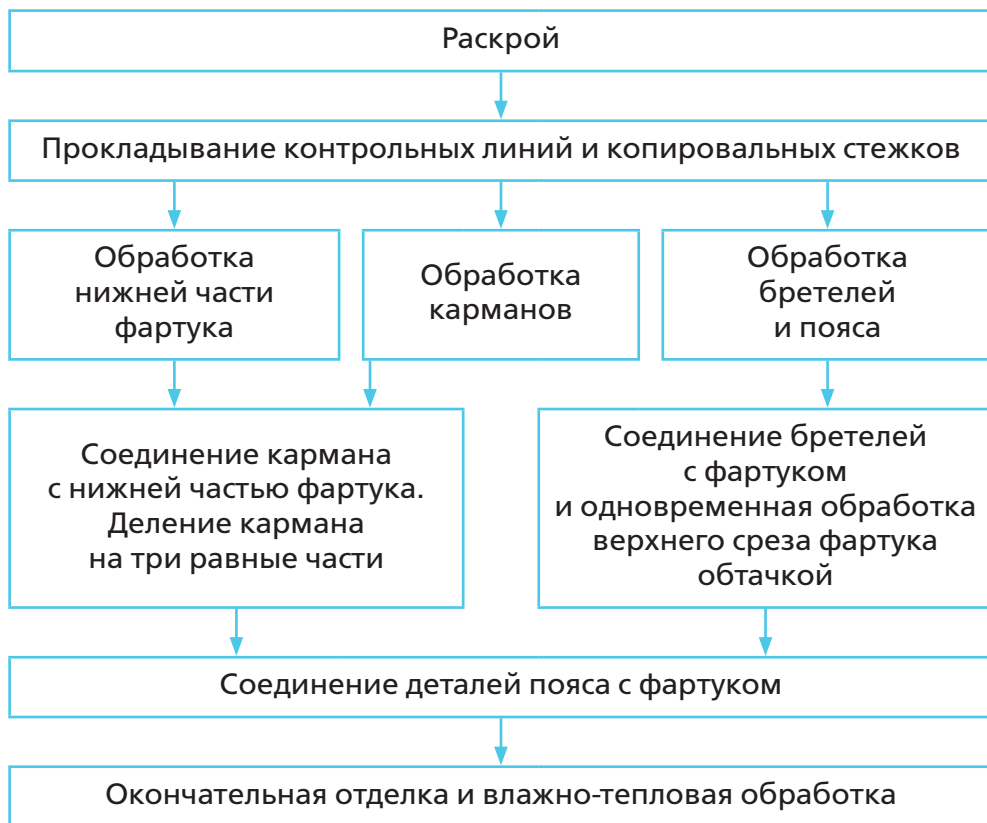 Раскрой
Прокладывание контрольных линий и копировальных стежков
Обработка
нижней части
фартука
Обработка
карманов
Обработка
бретелей
и пояса
Соединение кармана
с нижней частью фартука.
Деление кармана
на три равные части
Соединение бретелей
с фартуком
и одновременная обработка
верхнего среза фартука
обтачкой
Соединение деталей пояса с фартуком
Окончательная отделка и влажно-тепловая обработка